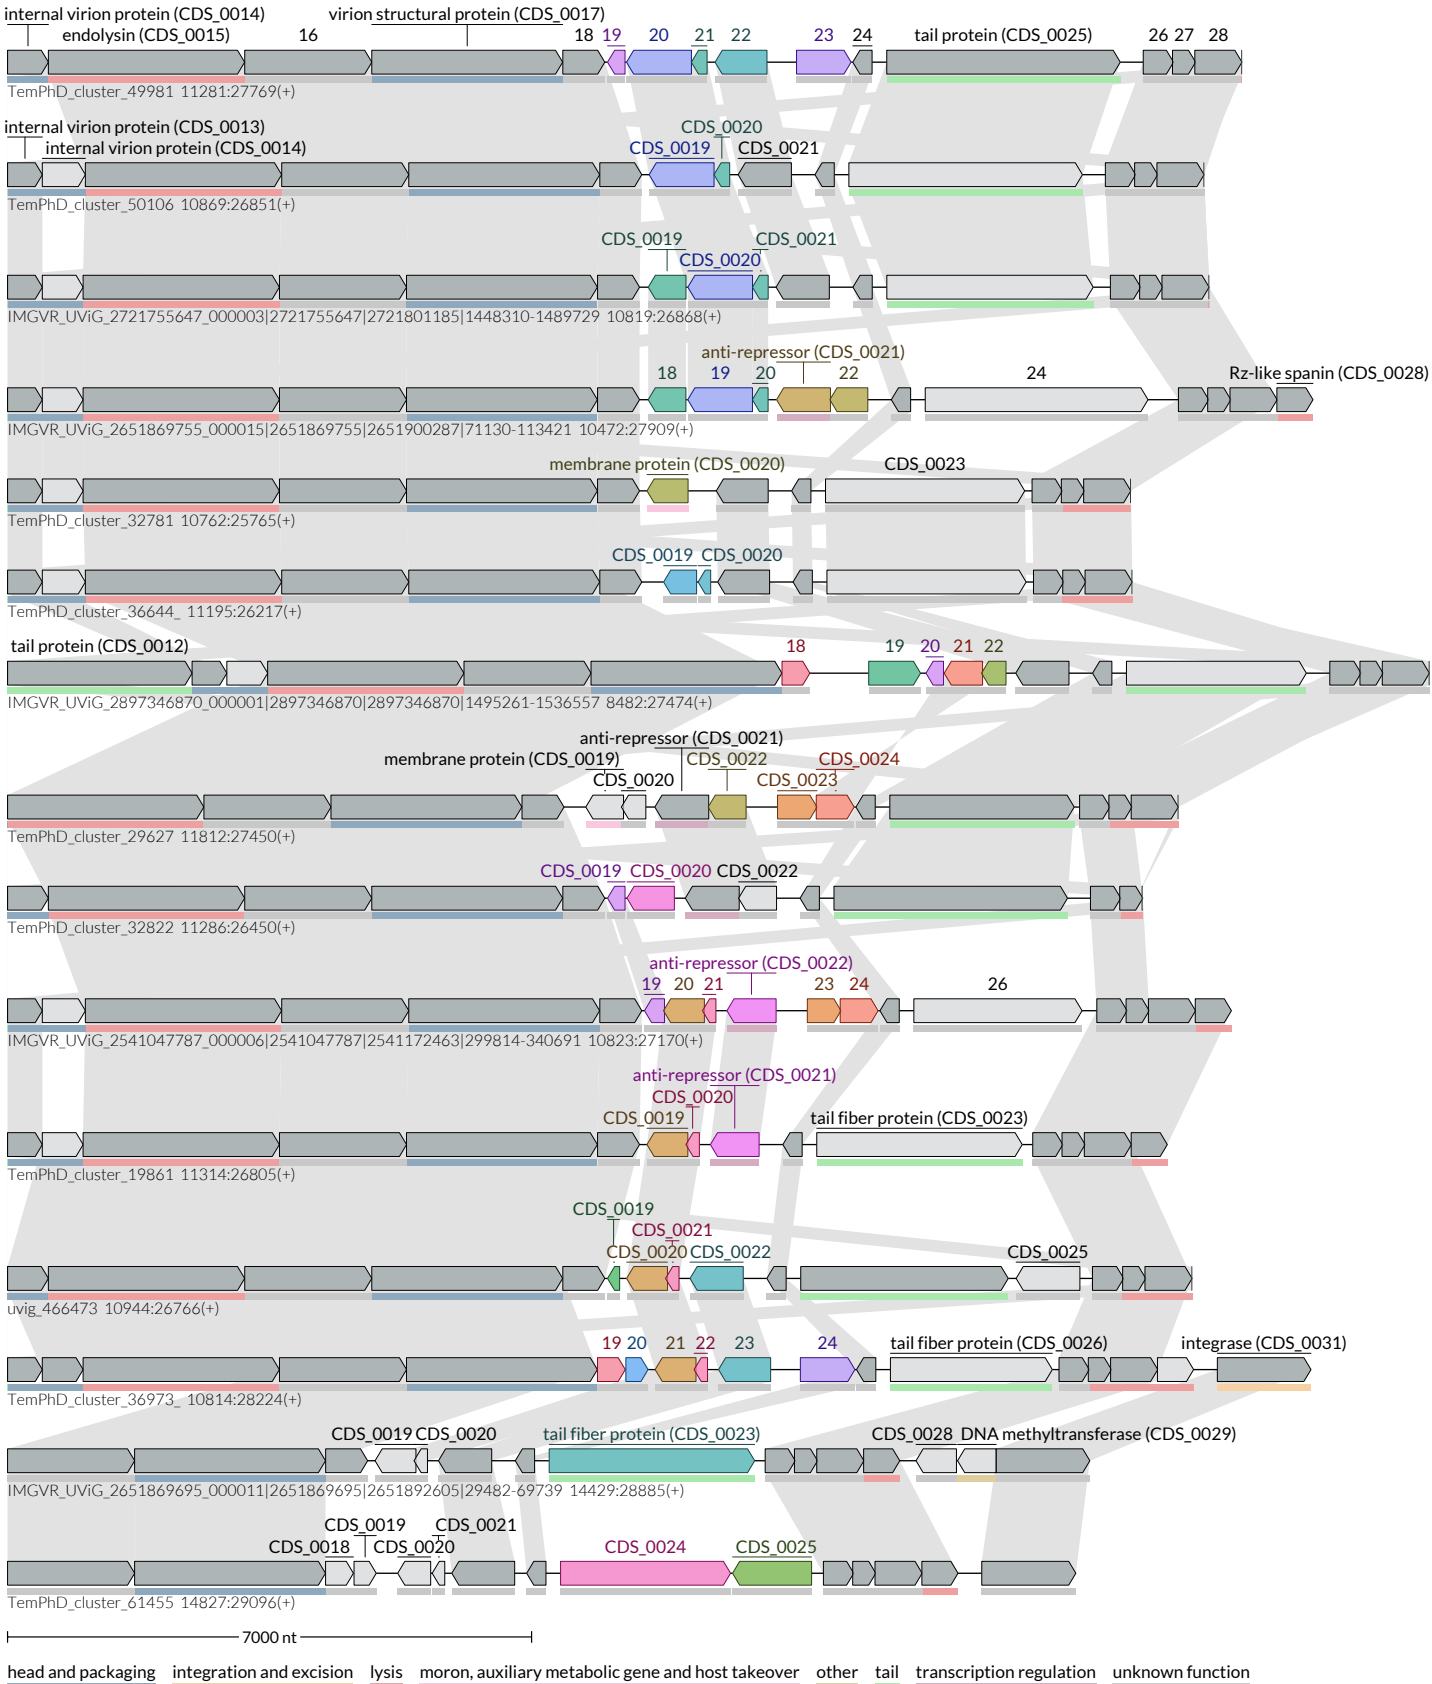 internal virion protein (CDS_0014) virion structural protein (CDS_0017)
endolysin (CDS_0015) 16 18 19 20 21 22 23 24 tail protein (CDS_0025) 26 27 28
TemPhD_cluster_49981 11281:27769(+)
internal virion protein (CDS_0013) CDS_0020
internal virion protein (CDS_0014) CDS_0019 CDS_0021
TemPhD_cluster_50106 10869:26851(+)
CDS_0019 CDS_0021
CDS_0020
IMGVR_UViG_2721755647_000003|2721755647|2721801185|1448310-1489729 10819:26868(+)
anti-repressor (CDS_0021)
18 19 20 22 24 Rz-like spanin (CDS_0028)
IMGVR_UViG_2651869755_000015|2651869755|2651900287|71130-113421 10472:27909(+)
membrane protein (CDS_0020) CDS_0023
TemPhD_cluster_32781 10762:25765(+)
CDS_0019 CDS_0020
TemPhD_cluster_36644_ 11195:26217(+)
tail protein (CDS_0012) 18 19 20 21 22
IMGVR_UViG_2897346870_000001|2897346870|2897346870|1495261-1536557 8482:27474(+)
anti-repressor (CDS_0021)
membrane protein (CDS_0019) CDS_0022 CDS_0024
CDS_0020 CDS_0023
TemPhD_cluster_29627 11812:27450(+)
CDS_0019 CDS_0020 CDS_0022
TemPhD_cluster_32822 11286:26450(+)
anti-repressor (CDS_0022)
19 20 21 23 24 26
IMGVR_UViG_2541047787_000006|2541047787|2541172463|299814-340691 10823:27170(+)
anti-repressor (CDS_0021)
CDS_0020
CDS_0019 tail fiber protein (CDS_0023)
TemPhD_cluster_19861 11314:26805(+)
CDS_0019
CDS_0021
CDS_0020 CDS_0022 CDS_0025
uvig_466473 10944:26766(+)
19 20 21 22 23 24 tail fiber protein (CDS_0026) integrase (CDS_0031)
TemPhD_cluster_36973_ 10814:28224(+)
CDS_0019 CDS_0020 tail fiber protein (CDS_0023) CDS_0028 DNA methyltransferase (CDS_0029)
IMGVR_UViG_2651869695_000011|2651869695|2651892605|29482-69739 14429:28885(+)
CDS_0019 CDS_0021
CDS_0018 CDS_0020 CDS_0024 CDS_0025
TemPhD_cluster_61455 14827:29096(+)
7000 nt
head and packaging integration and excision lysis moron, auxiliary metabolic gene and host takeover other tail transcription regulation unknown function